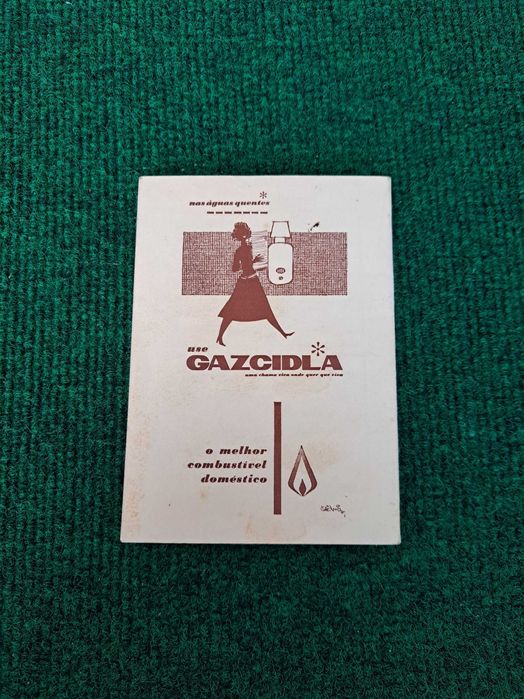 nas águas quentes
use
GAZCIDLA
uma chama viva onde quer que viva
o melhor
combustível
doméstico